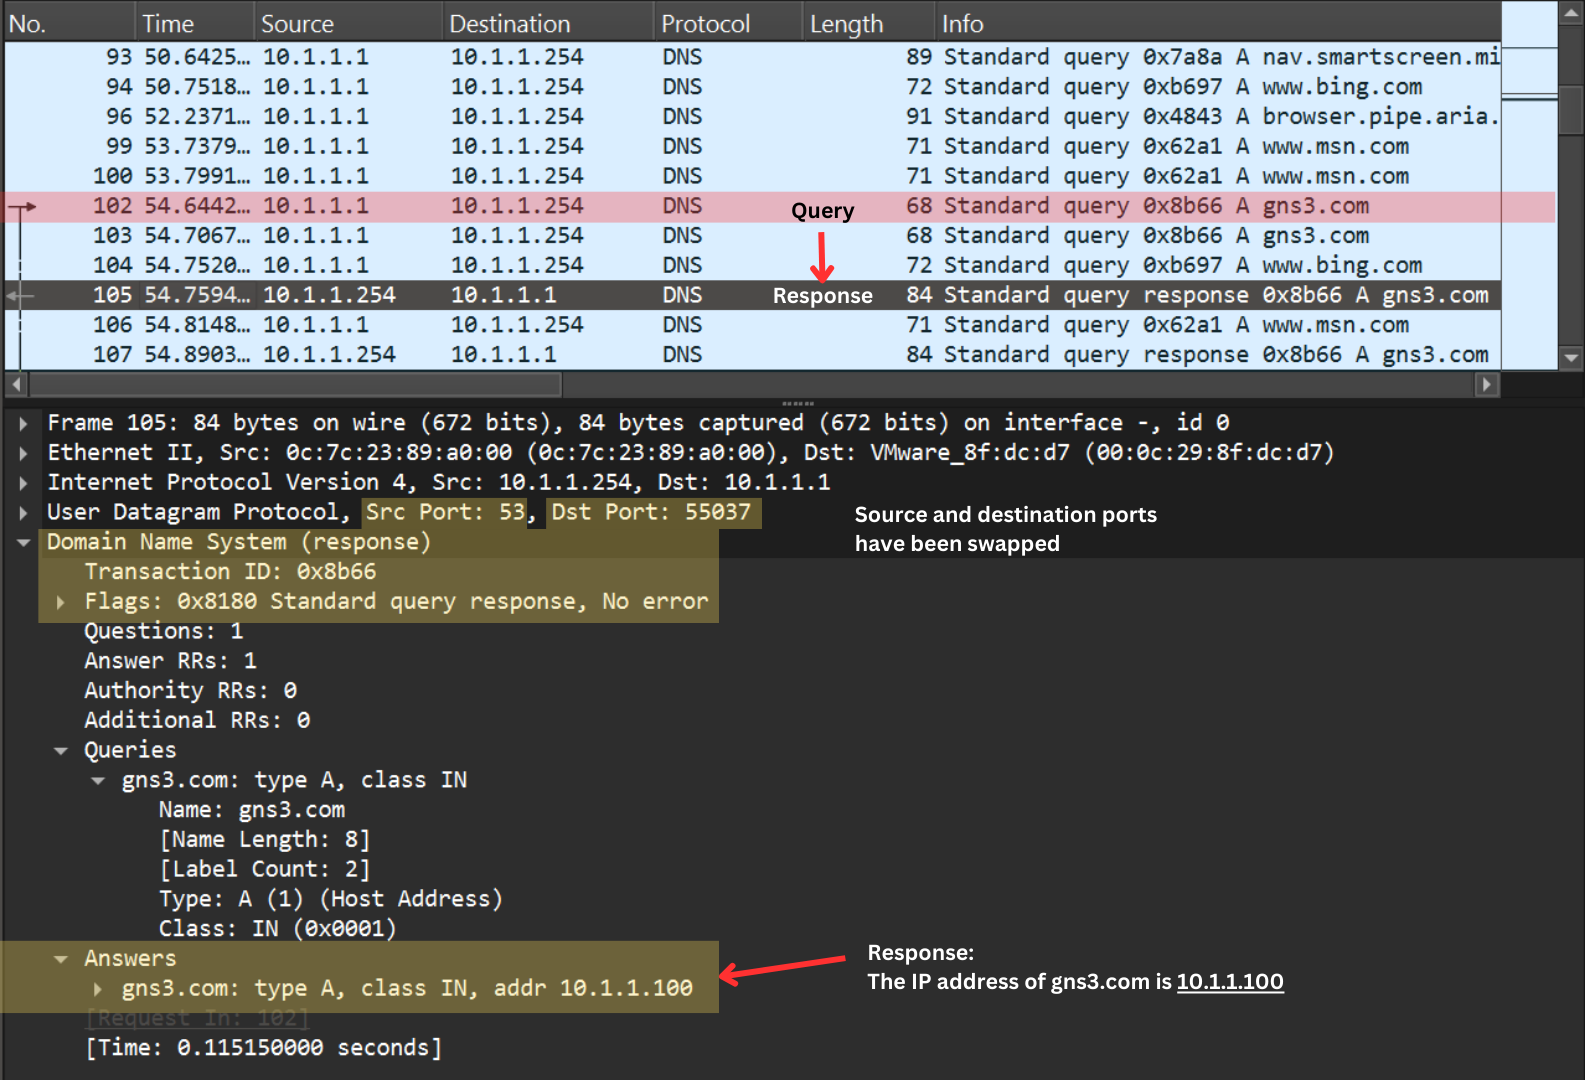 No. Time Source Destination Protocol Length Info
93 50.6425… 10.1.1.1 10.1.1.254 DNS 89 Standard query 0x7a8a A nav.smartscreen.mi
94 50.7518… 10.1.1.1 10.1.1.254 DNS 72 Standard query 0xb697 A www.bing.com
96 52.2371… 10.1.1.1 10.1.1.254 DNS 91 Standard query 0x4843 A browser.pipe.aria.
99 53.7379… 10.1.1.1 10.1.1.254 DNS 71 Standard query 0x62a1 A www.msn.com
100 53.7991… 10.1.1.1 10.1.1.254 DNS 71 Standard query 0x62a1 A www.msn.com
102 54.6442… 10.1.1.1 10.1.1.254 DNS Query 68 Standard query 0x8b66 A gns3.com
103 54.7067… 10.1.1.1 10.1.1.254 DNS 68 Standard query 0x8b66 A gns3.com
104 54.7520… 10.1.1.1 10.1.1.254 DNS 72 Standard query 0xb697 A www.bing.com
105 54.7594… 10.1.1.254 10.1.1.1 DNS Response 84 Standard query response 0x8b66 A gns3.com
106 54.8148… 10.1.1.1 10.1.1.254 DNS 71 Standard query 0x62a1 A www.msn.com
107 54.8903… 10.1.1.254 10.1.1.1 DNS 84 Standard query response 0x8b66 A gns3.com
Frame 105: 84 bytes on wire (672 bits), 84 bytes captured (672 bits) on interface -, id 0
Ethernet II, Src: 0c:7c:23:89:a0:00 (0c:7c:23:89:a0:00), Dst: VMware_8f:dc:d7 (00:0c:29:8f:dc:d7)
Internet Protocol Version 4, Src: 10.1.1.254, Dst: 10.1.1.1
User Datagram Protocol, Src Port: 53, Dst Port: 55037
Source and destination ports
have been swapped
Domain Name System (response)
Transaction ID: 0x8b66
Flags: 0x8180 Standard query response, No error
Questions: 1
Answer RRs: 1
Authority RRs: 0
Additional RRs: 0
Queries
gns3.com: type A, class IN
Name: gns3.com
[Name Length: 8]
[Label Count: 2]
Type: A (1) (Host Address)
Class: IN (0x0001)
Answers
gns3.com: type A, class IN, addr 10.1.1.100
Response:
The IP address of gns3.com is 10.1.1.100
[Request In: 102]
[Time: 0.115150000 seconds]